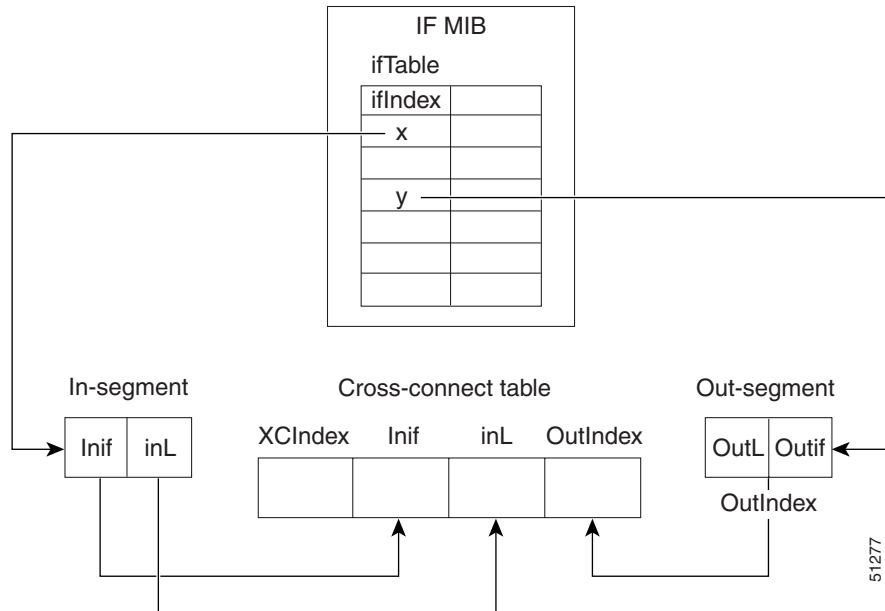 IF MIB
ifTable
ifIndex
x
y
In-segment
Cross-connect table
Out-segment
XCIndex Inif inL OutIndex
Inif inL
OutL Outif
OutIndex
51277